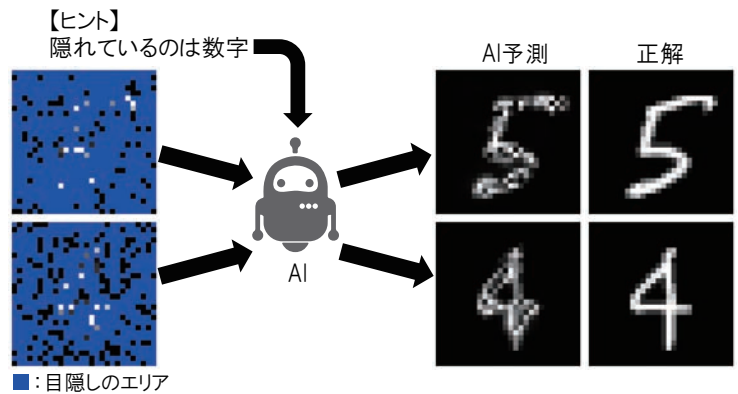 【ヒント】
隠れているのは数字
AI予測
正解
AI
■：目隠しのエリア